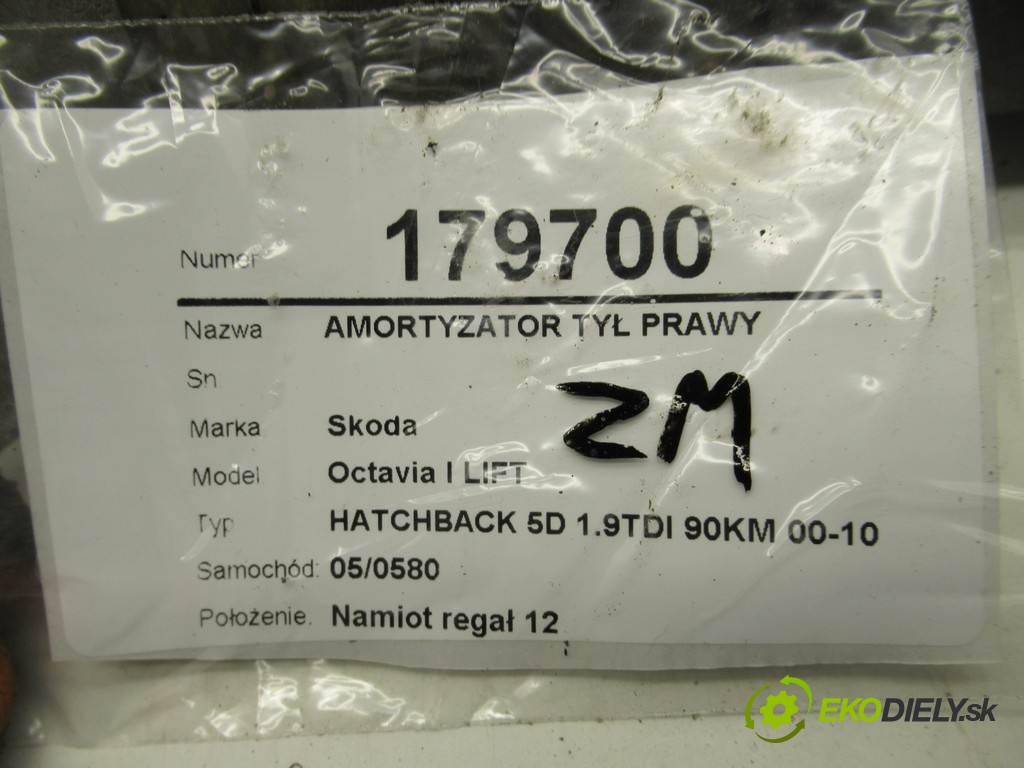 Numer 179700
Nazwa AMORTYZATOR TYŁ PRAWY
Sn
ZM
Marka Skoda
Model Octavia I LIFT
Typ HATCHBACK 5D 1.9TDI 90KM 00-10
Samochód: 05/0580
Położenie. Namiot regał 12
EKODIELY.sk